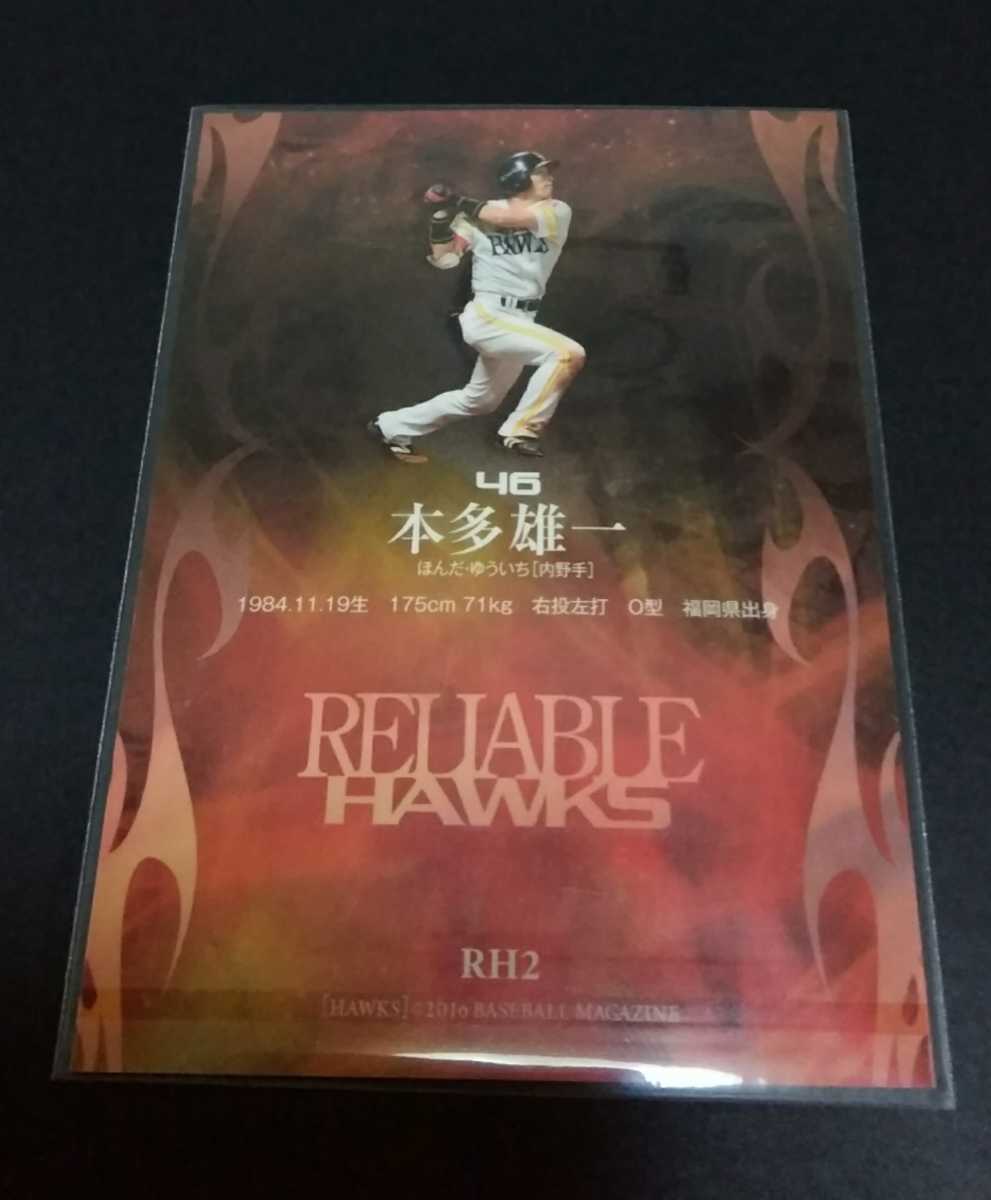 HAWKS
46
本多雄一
ほんだ・ゆういち[内野手]
1984.11.19生 175cm 71kg 右投左打 O型 福岡県出身
RELIABLE
HAWKS
RH2
[HAWKS]©2016 BASEBALL MAGAZINE